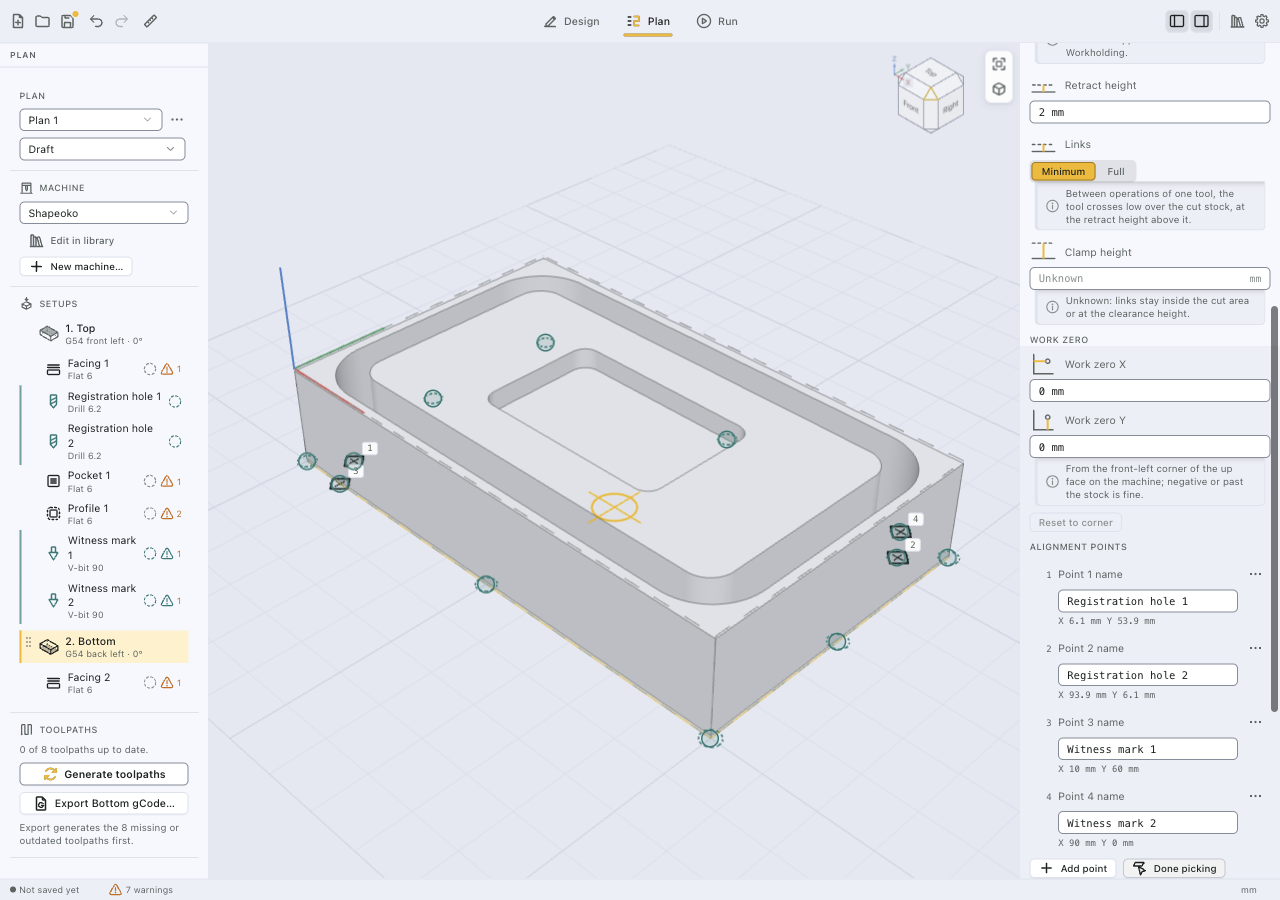 Design
Plan
Run
PLAN
PLAN
Plan 1
Draft
MACHINE
Shapeoko
Edit in library
New machine...
SETUPS
1. Top
G54 front left · 0°
Facing 1
Flat 6
1
Registration hole 1
Drill 6.2
Registration hole
2
Drill 6.2
Pocket 1
Flat 6
1
Profile 1
Flat 6
2
Witness mark
1
V-bit 90
1
Witness mark
2
V-bit 90
1
2. Bottom
G54 back left · 0°
Facing 2
Flat 6
1
TOOLPATHS
0 of 8 toolpaths up to date.
Generate toolpaths
Export Bottom gCode...
Export generates the 8 missing or
outdated toolpaths first.
Not saved yet
7 warnings
Z
Y
X
Top
Front
Right
1
3
4
2
Workholding.
Retract height
2 mm
Links
Minimum
Full
Between operations of one tool, the
tool crosses low over the cut stock, at
the retract height above it.
Clamp height
Unknown
mm
Unknown: links stay inside the cut area
or at the clearance height.
WORK ZERO
Work zero X
0 mm
Work zero Y
0 mm
From the front-left corner of the up
face on the machine; negative or past
the stock is fine.
Reset to corner
ALIGNMENT POINTS
1 Point 1 name
Registration hole 1
X 6.1 mm Y 53.9 mm
2 Point 2 name
Registration hole 2
X 93.9 mm Y 6.1 mm
3 Point 3 name
Witness mark 1
X 10 mm Y 60 mm
4 Point 4 name
Witness mark 2
X 90 mm Y 0 mm
Add point
Done picking
mm